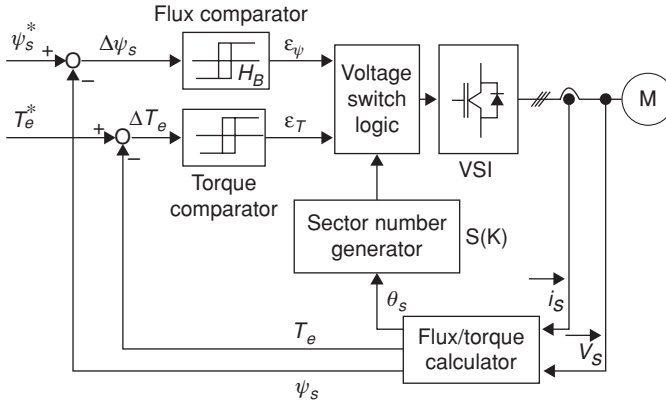 Flux comparator
ψs*
+
−
Δψs
HB
εψ
Voltage
switch
logic
M
Te*
+
−
ΔTe
εT
VSI
Torque
comparator
Sector number
generator
S(K)
θs
is
Te
Flux/torque
calculator
Vs
ψs